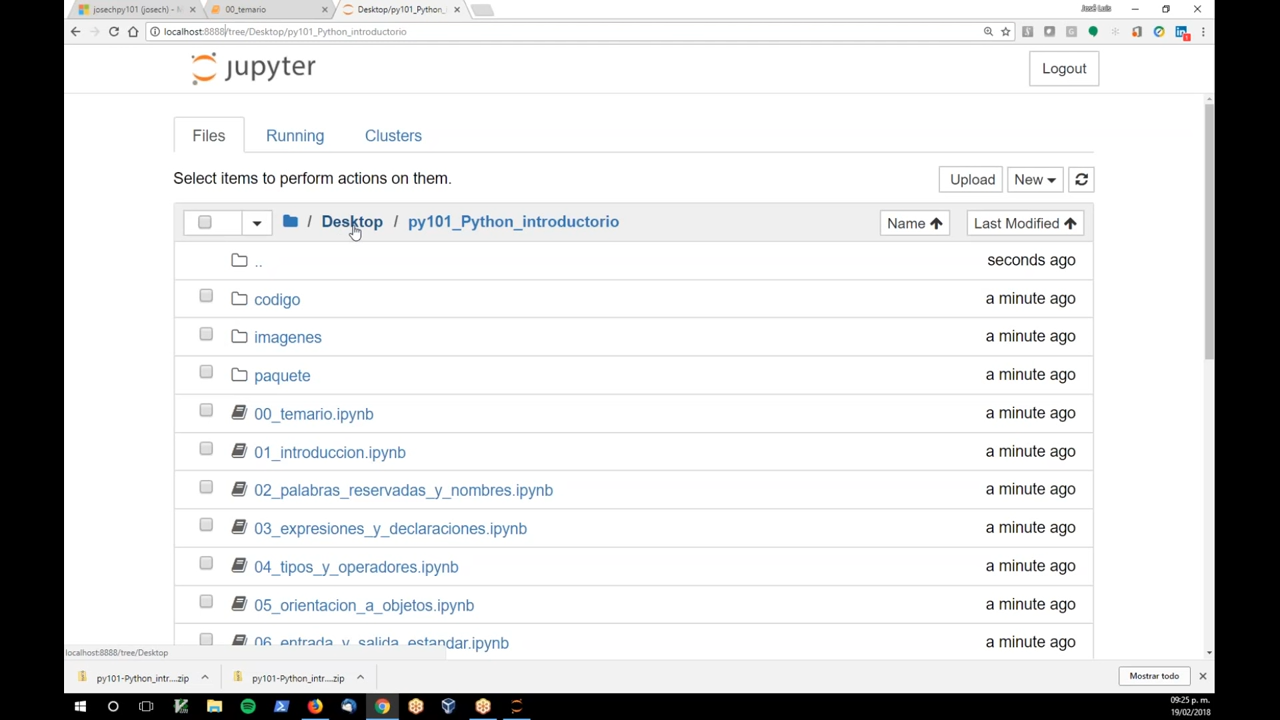 josechpy101 (josech) - M
00_temario
Desktop/py101_Python_
José Luis
localhost:8888/tree/Desktop/py101_Python_introductorio
jupyter
Logout
Files
Running
Clusters
Select items to perform actions on them.
Upload
New
/ Desktop / py101_Python_introductorio
Name
Last Modified
..
seconds ago
codigo
a minute ago
imagenes
a minute ago
paquete
a minute ago
00_temario.ipynb
a minute ago
01_introduccion.ipynb
a minute ago
02_palabras_reservadas_y_nombres.ipynb
a minute ago
03_expresiones_y_declaraciones.ipynb
a minute ago
04_tipos_y_operadores.ipynb
a minute ago
05_orientacion_a_objetos.ipynb
a minute ago
06_entrada_y_salida_estandar.ipynb
a minute ago
localhost:8888/tree/Desktop
py101-Python_intr....zip
py101-Python_intr....zip
Mostrar todo
09:25 p. m.
19/02/2018